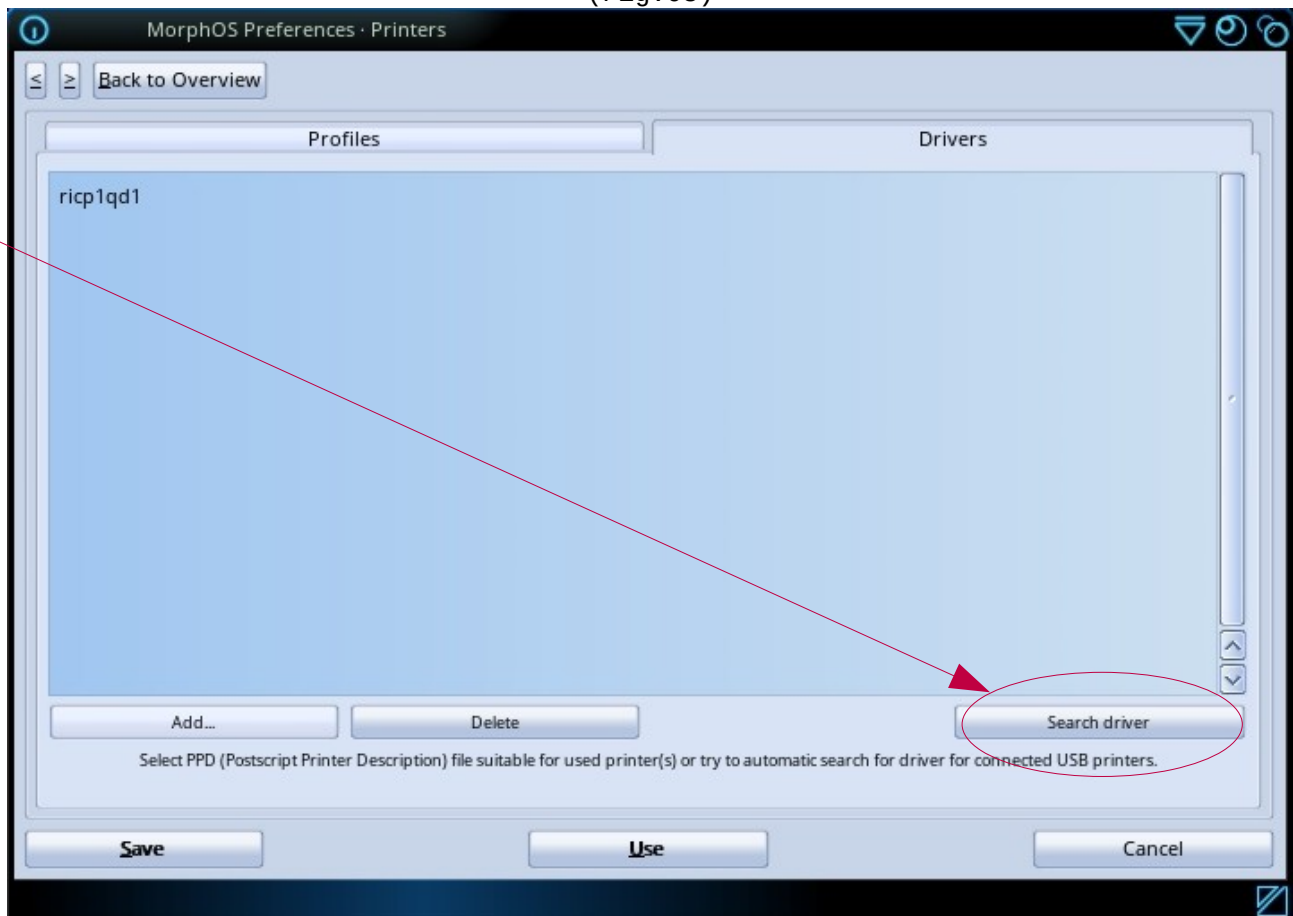 MorphOS Preferences · Printers
≤ ≥ Back to Overview
Profiles Drivers
ricp1qd1
Add... Delete Search driver
Select PPD (Postscript Printer Description) file suitable for used printer(s) or try to automatic search for driver for connected USB printers.
Save Use Cancel